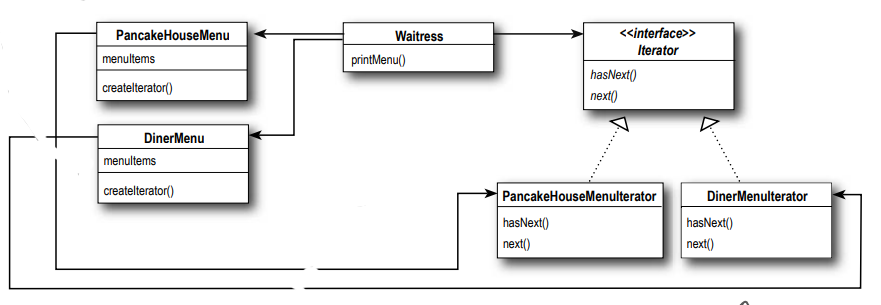 PancakeHouseMenu
menuItems
createIterator()
Waitress
printMenu()
<<interface>>
Iterator
hasNext()
next()
DinerMenu
menuItems
createIterator()
PancakeHouseMenuIterator
hasNext()
next()
DinerMenuIterator
hasNext()
next()